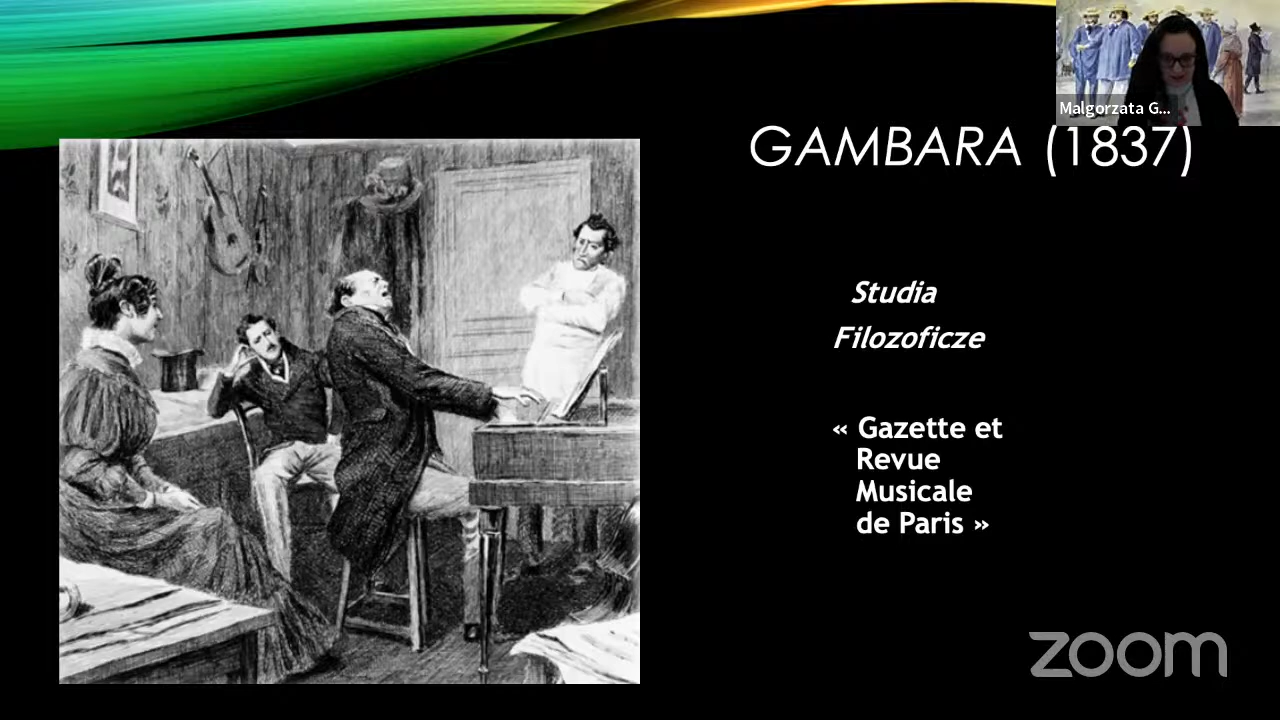 Malgorzata G...
GAMBARA (1837)
Studia
Filozoficze
« Gazette et
Revue
Musicale
de Paris »
zoom